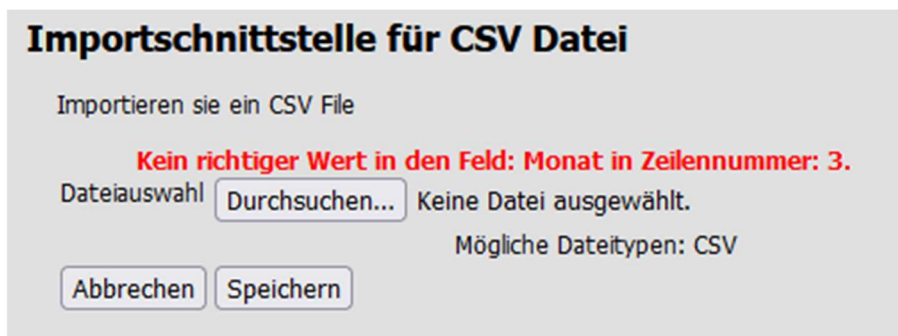 Importschnittstelle für CSV Datei
Importieren sie ein CSV File
Kein richtiger Wert in den Feld: Monat in Zeilennummer: 3.
Dateiauswahl Durchsuchen... Keine Datei ausgewählt.
Mögliche Dateitypen: CSV
Abbrechen Speichern